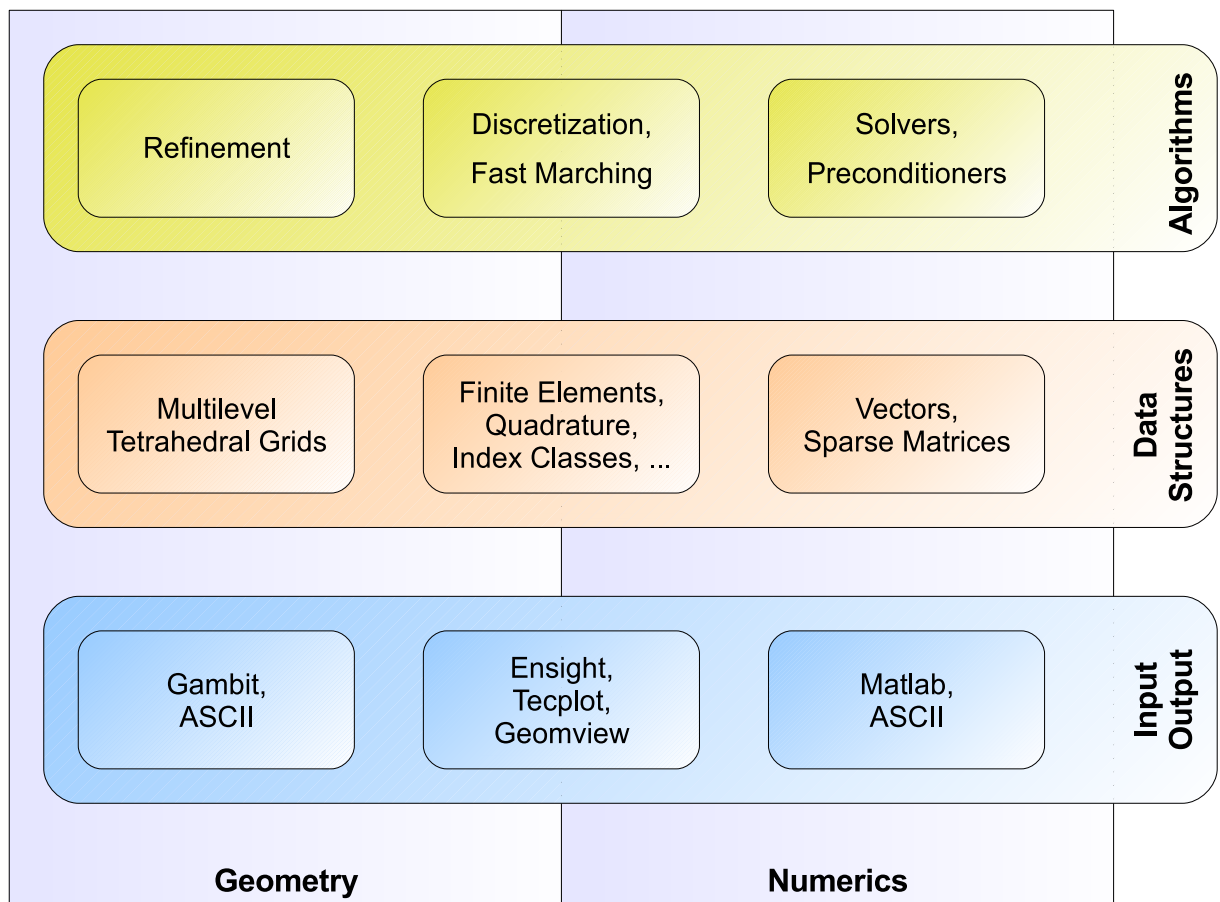 Refinement
Discretization,
Fast Marching
Solvers,
Preconditioners
Algorithms
Multilevel
Tetrahedral Grids
Finite Elements,
Quadrature,
Index Classes, ...
Vectors,
Sparse Matrices
Data
Structures
Gambit,
ASCII
Ensight,
Tecplot,
Geomview
Matlab,
ASCII
Input
Output
Geometry
Numerics